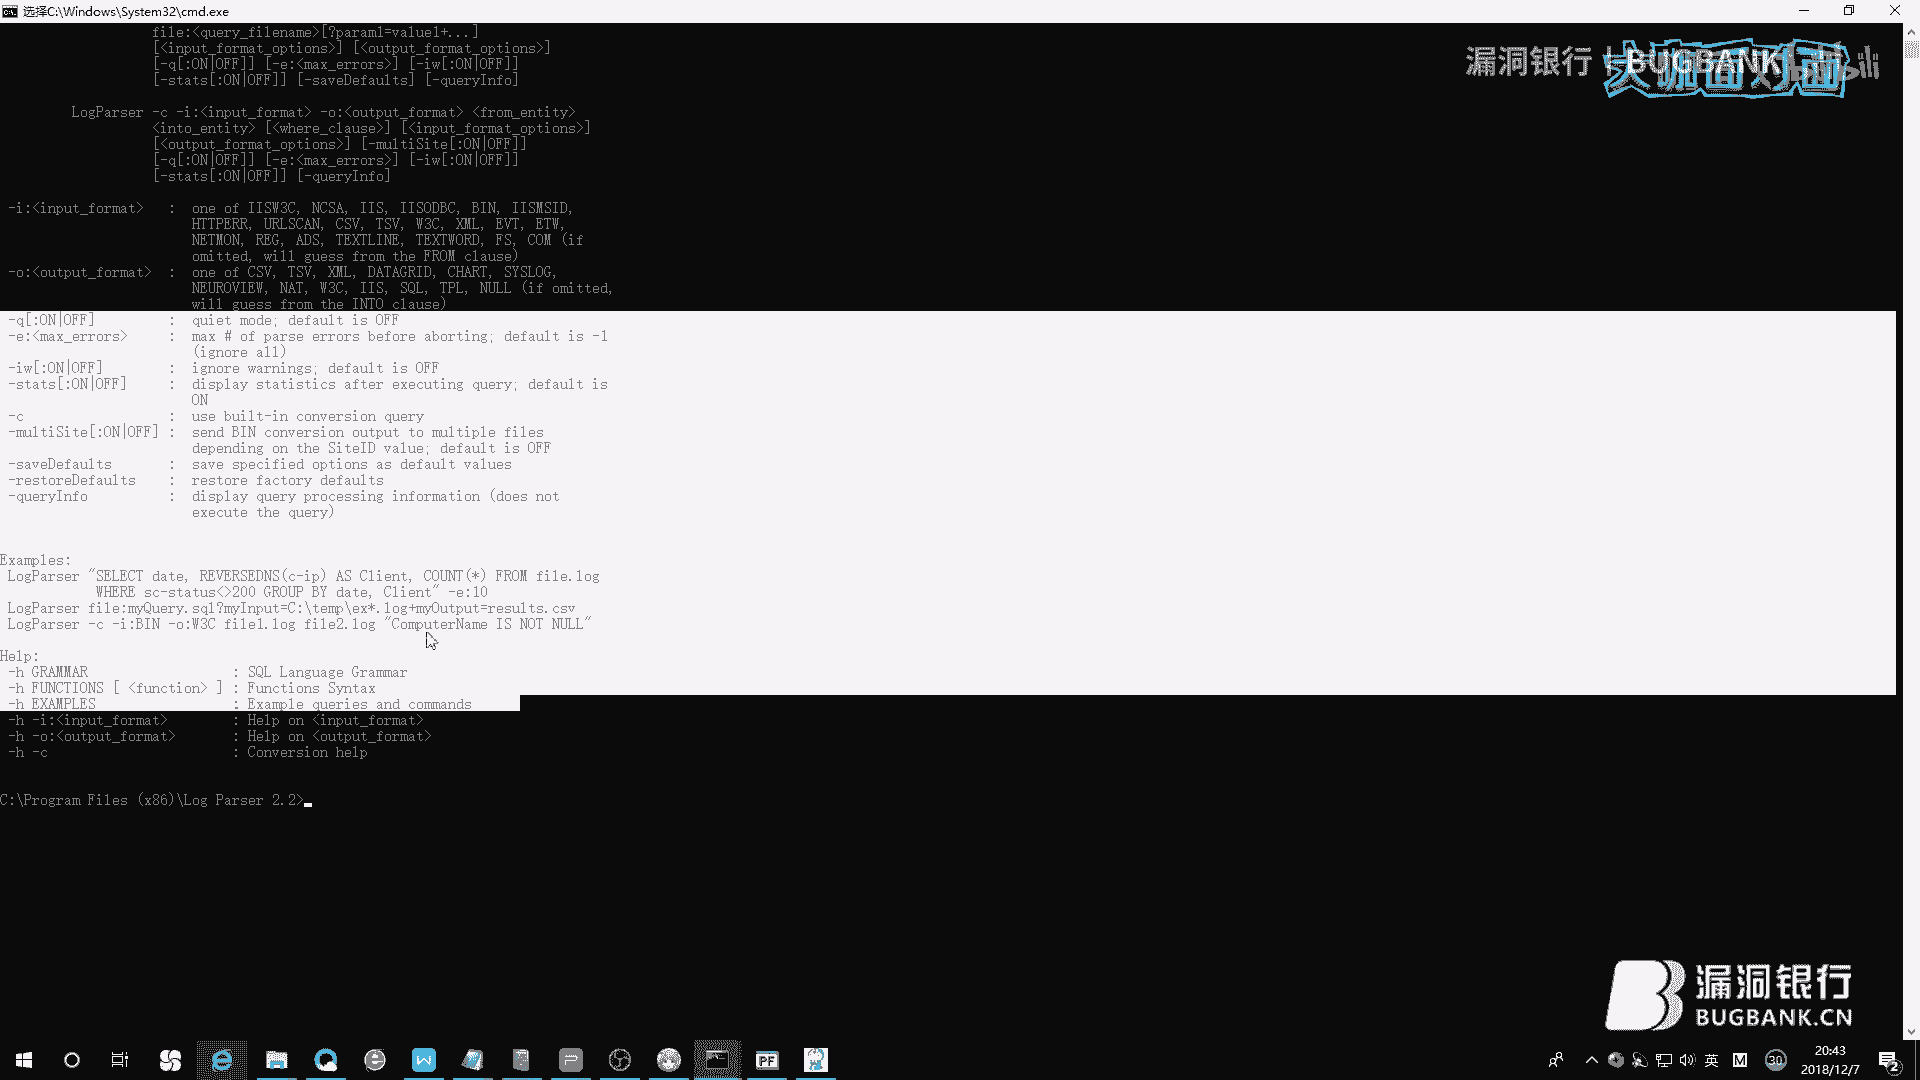 选择C:\Windows\System32\cmd.exe
file:<query_filename>[?param1=value1+...]
[<input_format_options>] [<output_format_options>]
[-q[:ON|OFF]] [-e:<max_errors>] [-iw[:ON|OFF]]
[-stats[:ON|OFF]] [-saveDefaults] [-queryInfo]
漏洞银行 | BUGBANK
大咖面对面
LogParser -c -i:<input_format> -o:<output_format> <from_entity>
<into_entity> [<where_clause>] [<input_format_options>]
[<output_format_options>] [-multiSite[:ON|OFF]]
[-q[:ON|OFF]] [-e:<max_errors>] [-iw[:ON|OFF]]
[-stats[:ON|OFF]] [-queryInfo]
-i:<input_format> : one of IISW3C, NCSA, IIS, IISODBC, BIN, IISMSID,
HTTPERR, URLSCAN, CSV, TSV, W3C, XML, EVT, ETW,
NETMON, REG, ADS, TEXTLINE, TEXTWORD, FS, COM (if
omitted, will guess from the FROM clause)
-o:<output_format> : one of CSV, TSV, XML, DATAGRID, CHART, SYSLOG,
NEUROVIEW, NAT, W3C, IIS, SQL, TPL, NULL (if omitted,
will guess from the INTO clause)
-q[:ON|OFF] : quiet mode; default is OFF
-e:<max_errors> : max # of parse errors before aborting; default is -1
(ignore all)
-iw[:ON|OFF] : ignore warnings; default is OFF
-stats[:ON|OFF] : display statistics after executing query; default is
ON
-c : use built-in conversion query
-multiSite[:ON|OFF] : send BIN conversion output to multiple files
depending on the SiteID value; default is OFF
-saveDefaults : save specified options as default values
-restoreDefaults : restore factory defaults
-queryInfo : display query processing information (does not
execute the query)
Examples:
LogParser "SELECT date, REVERSEDNS(c-ip) AS Client, COUNT(*) FROM file.log
WHERE sc-status<>200 GROUP BY date, Client" -e:10
LogParser file:myQuery.sql?myInput=C:\temp\ex*.log+myOutput=results.csv
LogParser -c -i:BIN -o:W3C file1.log file2.log "ComputerName IS NOT NULL"
Help:
-h GRAMMAR : SQL Language Grammar
-h FUNCTIONS [ <function> ] : Functions Syntax
-h EXAMPLES : Example queries and commands
-h -i:<input_format> : Help on <input_format>
-h -o:<output_format> : Help on <output_format>
-h -c : Conversion help
C:\Program Files (x86)\Log Parser 2.2>
漏洞银行
BUGBANK.CN
英
M
30
20:43
2018/12/7
2
PF